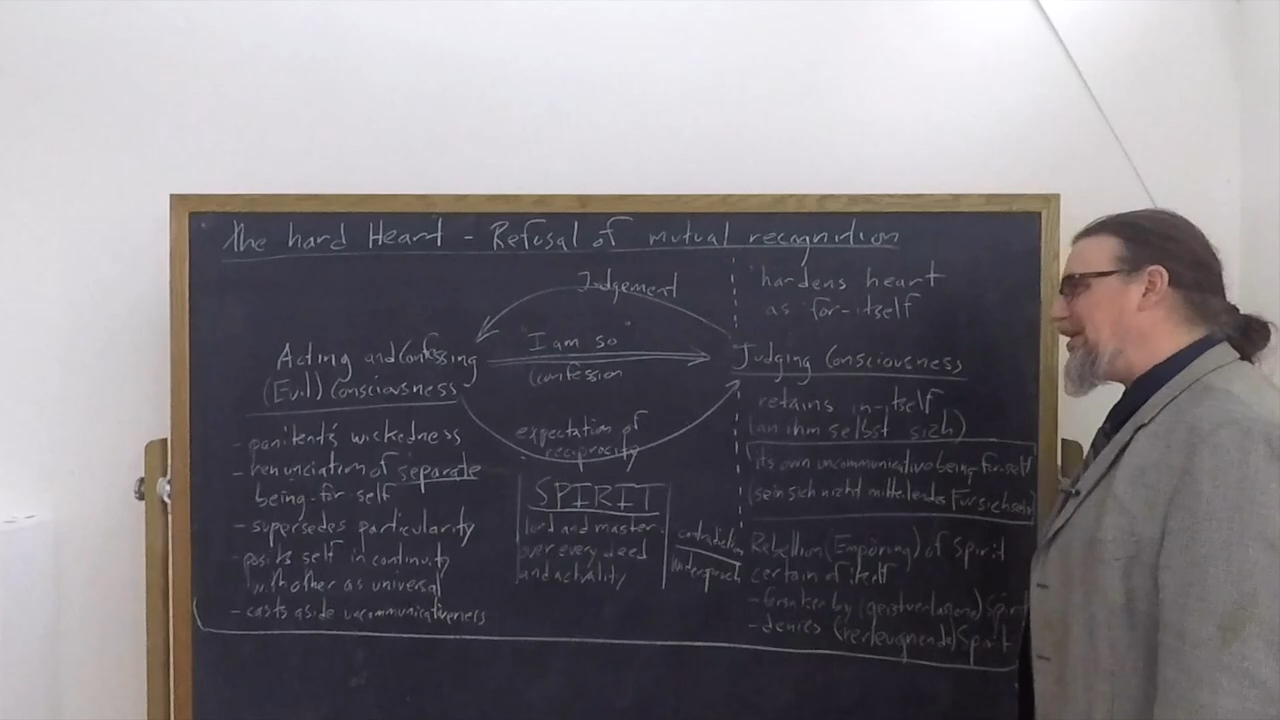 The hard Heart - Refusal of mutual recognition
Judgement
"I am so"
Confession
expectation of
reciprocity
Acting and Confessing
(Evil) Consciousness
- penitent's wickedness
- renunciation of separate
being-for self
- supersedes particularity
- posits self in continuity
with other as universal
- casts aside uncommunicativeness
SPIRIT
lord and master
over every deed
and actuality
contradiction
Widerspruch
"hardens heart
as for-itself
Judging Consciousness
retains in-itself
(an ihm selbst sich)
its own uncommunicative being-for-self
(sein sich nicht mitteilendes Fürsichsein)
Rebellion (Empörung) of Spirit
certain of itself
- forsaken by (geistverlassene) Spirit
- denies (verleugnende) Spirit